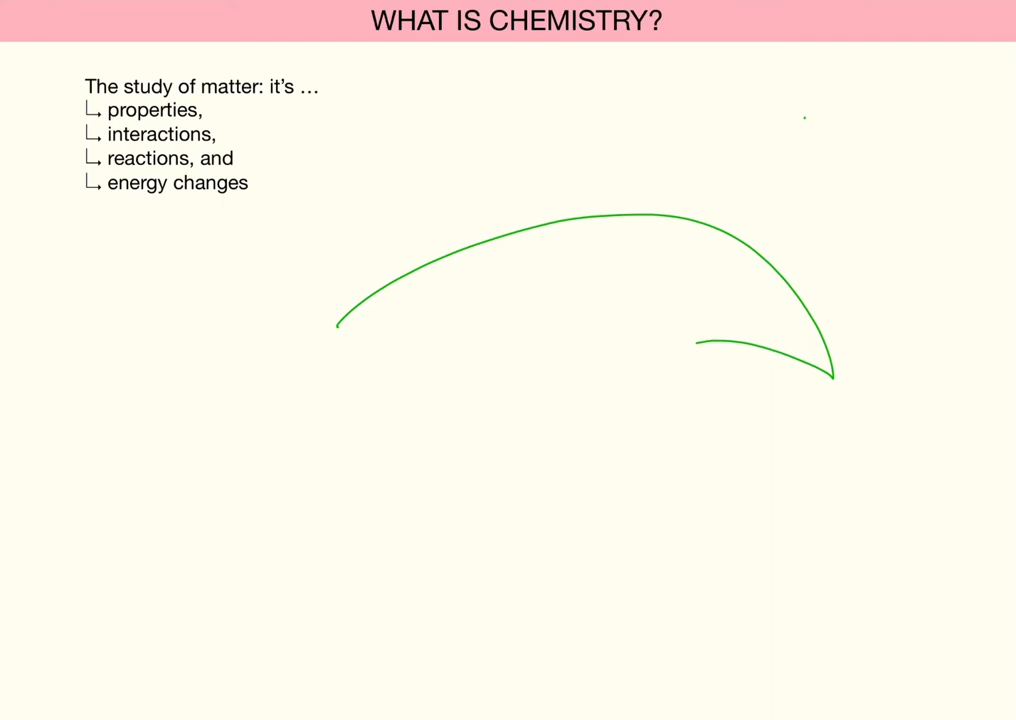 WHAT IS CHEMISTRY?
The study of matter: it’s …
properties,
interactions,
reactions, and
energy changes